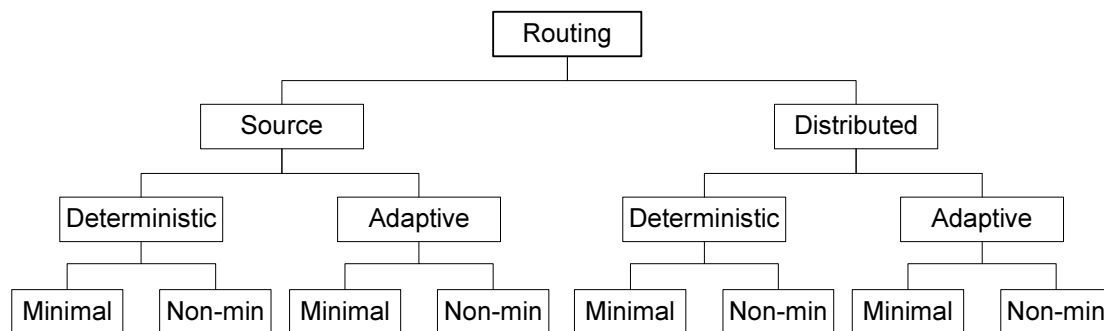 Routing
Source
Distributed
Deterministic
Adaptive
Deterministic
Adaptive
Minimal
Non-min
Minimal
Non-min
Minimal
Non-min
Minimal
Non-min